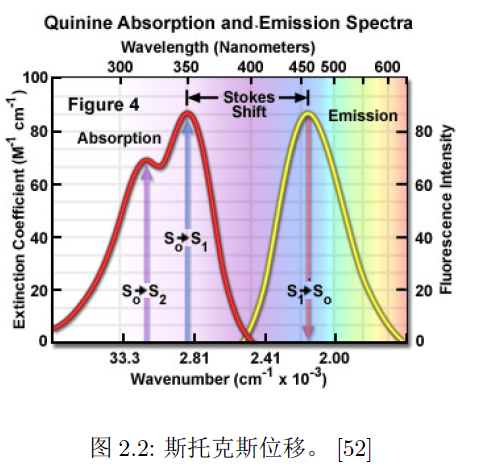 Quinine Absorption and Emission Spectra
Wavelength (Nanometers)
300 350 400 450 500 600
100
Figure 4
Stokes
Shift
Emission
Absorption
80 80
60 60
S₀→S₁
40 40
S₀→S₂
S₁→S₀
20 20
0 0
Extinction Coefficient (M⁻¹ cm⁻¹)
Fluorescence Intensity
33.3 2.81 2.41 2.00
Wavenumber (cm⁻¹ x 10⁻³)
图 2.2: 斯托克斯位移。 [52]